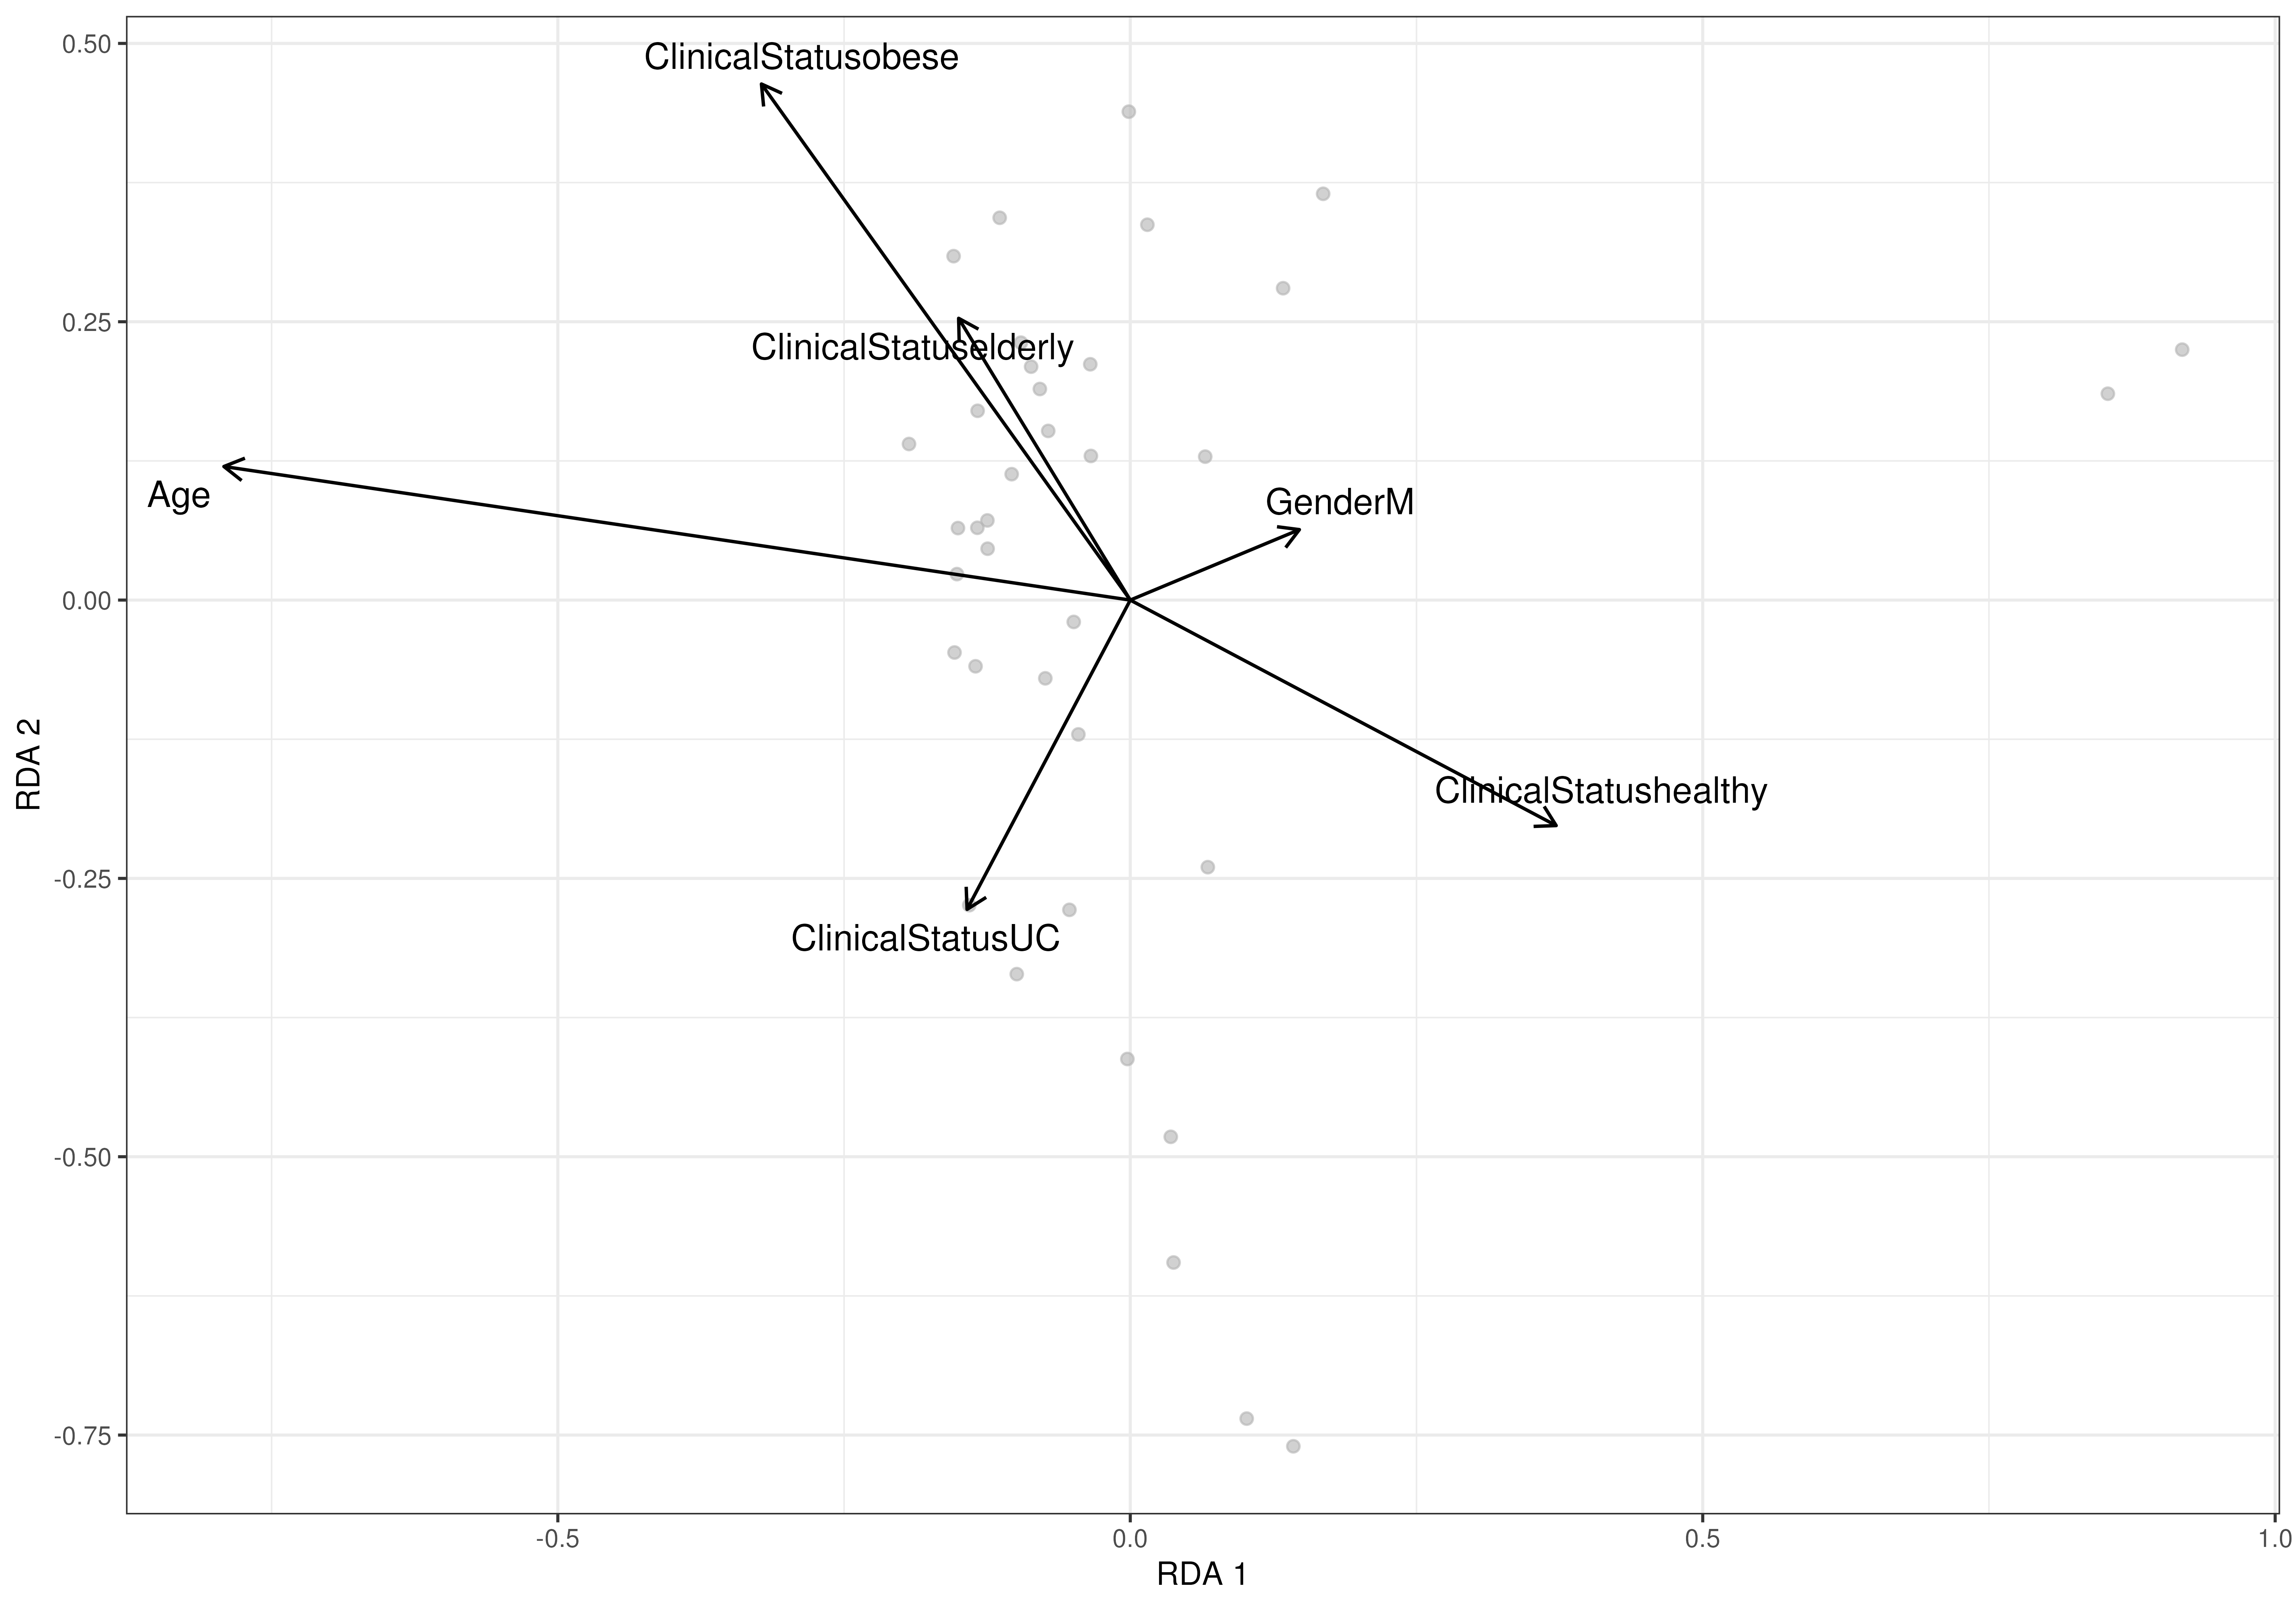 0.50
ClinicalStatusobese
0.25
ClinicalStatuselderly
Age
GenderM
0.00
RDA 2
ClinicalStatushealthy
-0.25
ClinicalStatusUC
-0.50
-0.75
-0.5
0.0
0.5
1.0
RDA 1